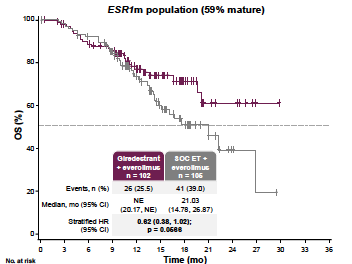 ESR1m population (59% mature)
100
80
60
40
20
0
OS (%)
Giredestrant + everolimus n = 102
SOC ET + everolimus n = 105
Events, n (%) 26 (25.5) 41 (39.0)
Median, mo (95% CI) NE (20.17, NE) 21.03 (14.78, 26.87)
Stratified HR (95% CI) 0.62 (0.38, 1.02); p = 0.0566
0 3 6 9 12 15 18 21 24 27 30 33 36
No. at risk
Time (mo)